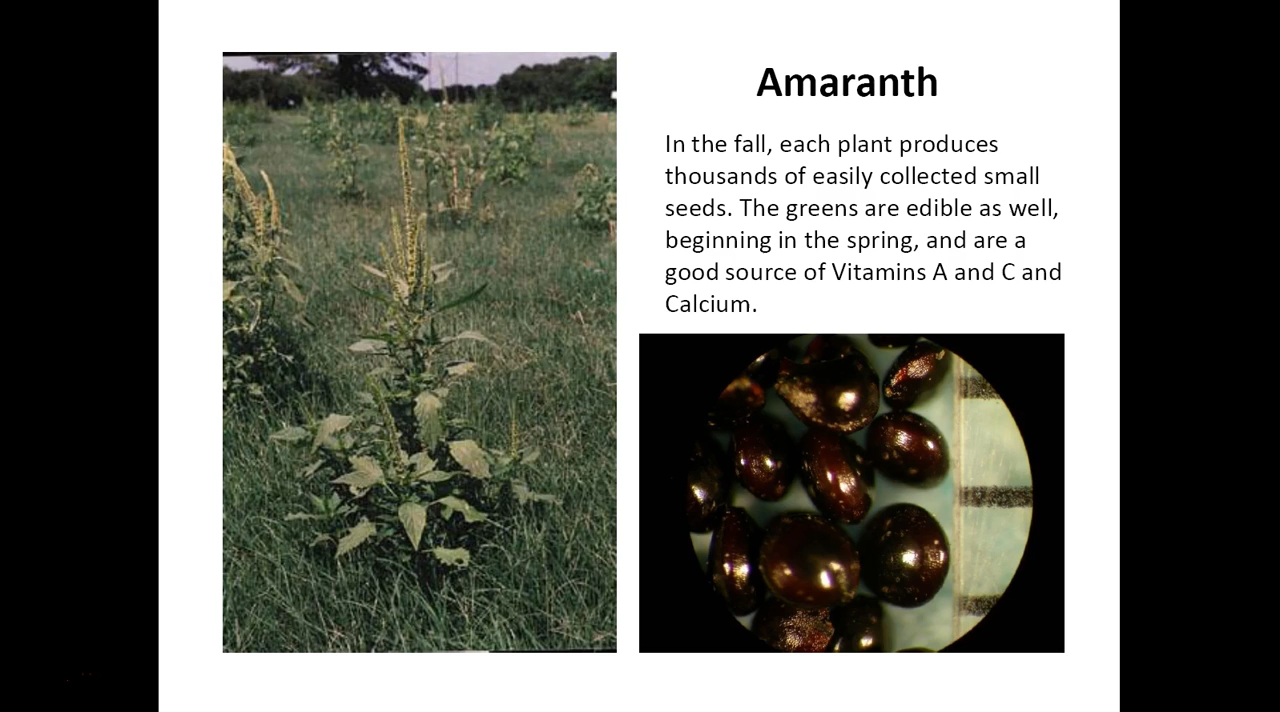 Amaranth
In the fall, each plant produces
thousands of easily collected small
seeds. The greens are edible as well,
beginning in the spring, and are a
good source of Vitamins A and C and
Calcium.